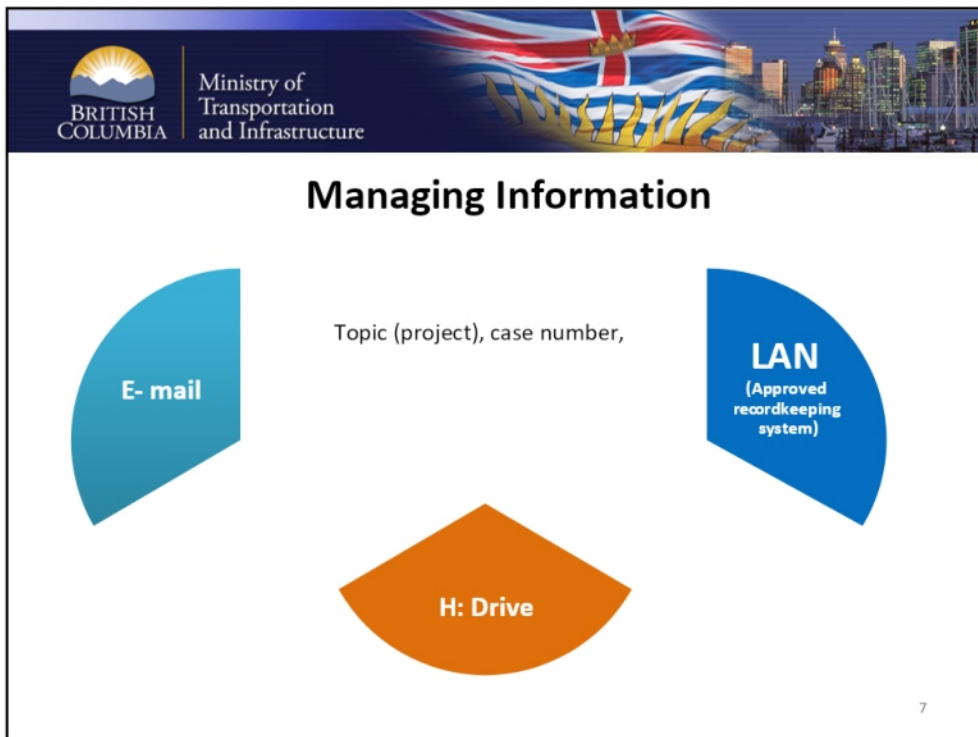 BRITISH
COLUMBIA
Ministry of
Transportation
and Infrastructure
Managing Information
Topic (project), case number,
E- mail
LAN
(Approved
recordkeeping
system)
H: Drive
7